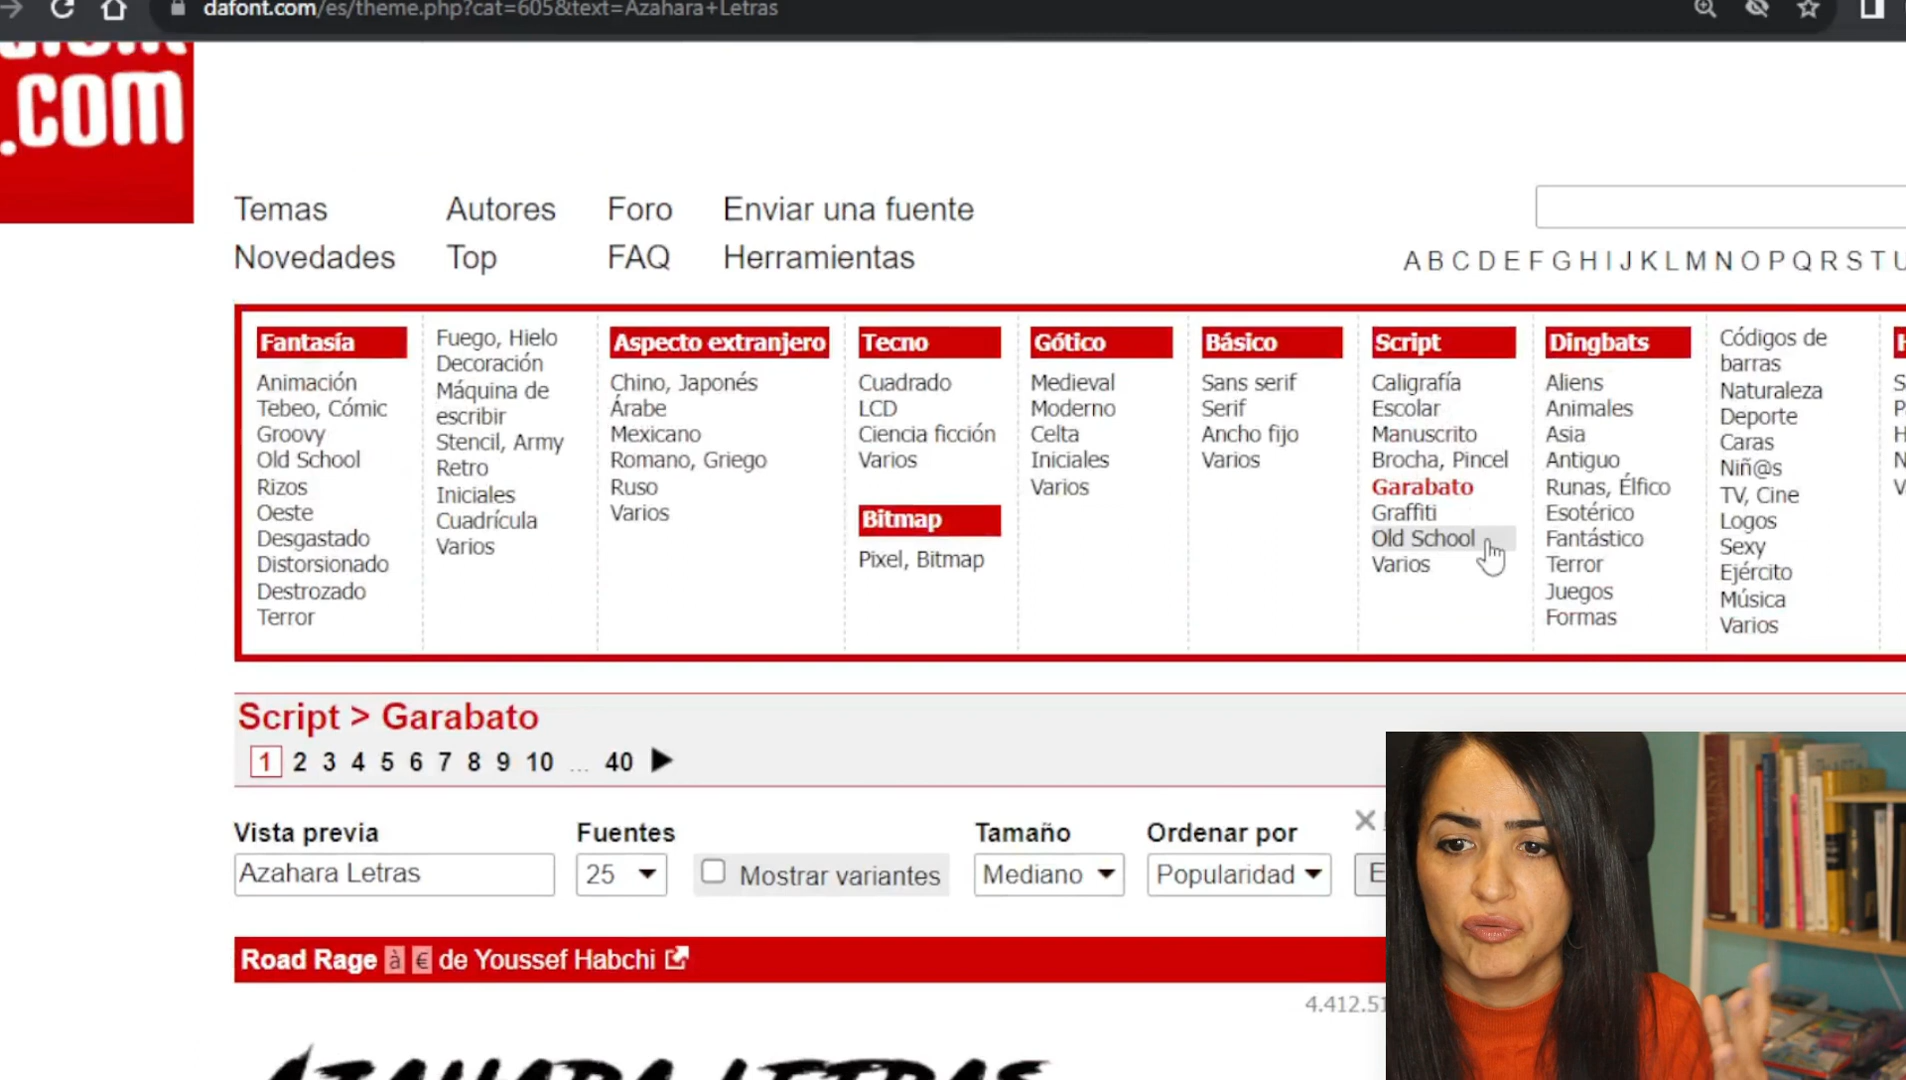 dafont.com/es/theme.php?cat=605&text=Azahara+Letras
.com
Temas
Autores
Foro
Enviar una fuente
Novedades
Top
FAQ
Herramientas
A B C D E F G H I J K L M N O P Q R S T U
Fantasía
Animación
Tebeo, Cómic
Groovy
Old School
Rizos
Oeste
Desgastado
Distorsionado
Destrozado
Terror
Fuego, Hielo
Decoración
Máquina de
escribir
Stencil, Army
Retro
Iniciales
Cuadrícula
Varios
Aspecto extranjero
Chino, Japonés
Árabe
Mexicano
Romano, Griego
Ruso
Varios
Tecno
Cuadrado
LCD
Ciencia ficción
Varios
Bitmap
Pixel, Bitmap
Gótico
Medieval
Moderno
Celta
Iniciales
Varios
Básico
Sans serif
Serif
Ancho fijo
Varios
Script
Caligrafía
Escolar
Manuscrito
Brocha, Pincel
Garabato
Graffiti
Old School
Varios
Dingbats
Aliens
Animales
Asia
Antiguo
Runas, Élfico
Esotérico
Fantástico
Terror
Juegos
Formas
Códigos de
barras
Naturaleza
Deporte
Caras
Niñ@s
TV, Cine
Logos
Sexy
Ejército
Música
Varios
Script > Garabato
1 2 3 4 5 6 7 8 9 10 ... 40
Vista previa
Fuentes
Tamaño
Ordenar por
Azahara Letras
25
Mostrar variantes
Mediano
Popularidad
Road Rage à € de Youssef Habchi
4.412.51
AZAHARA LETRAS